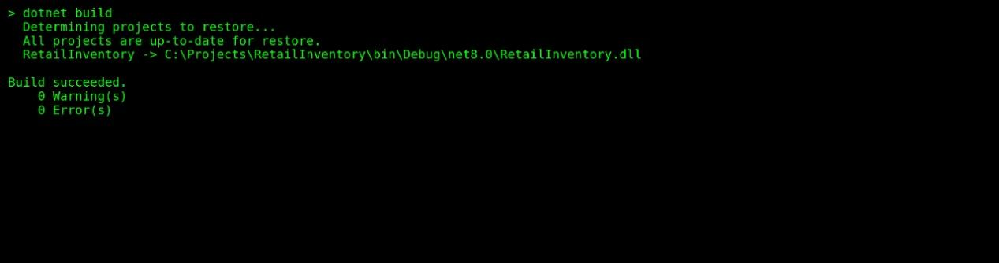 > dotnet build
  Determining projects to restore...
  All projects are up-to-date for restore.
  RetailInventory -> C:\Projects\RetailInventory\bin\Debug\net8.0\RetailInventory.dll

Build succeeded.
    0 Warning(s)
    0 Error(s)